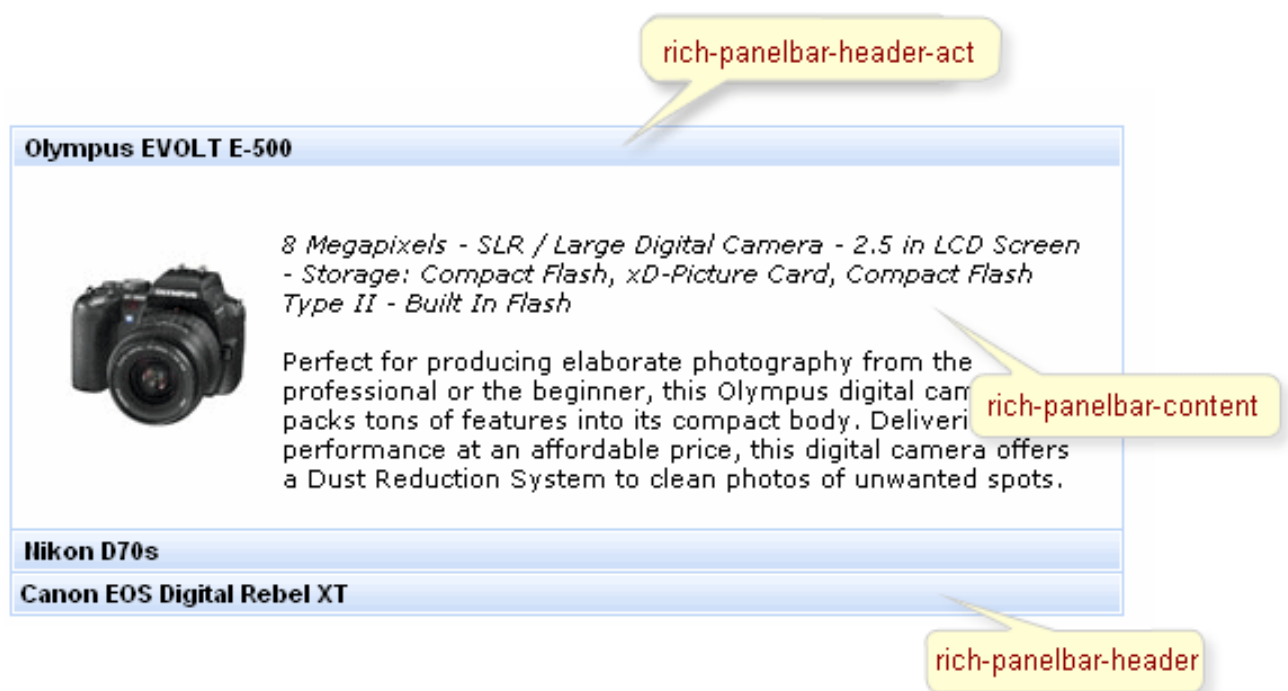 rich-panelbar-header-act
Olympus EVOLT E-500
8 Megapixels - SLR / Large Digital Camera - 2.5 in LCD Screen
- Storage: Compact Flash, xD-Picture Card, Compact Flash
Type II - Built In Flash
Perfect for producing elaborate photography from the
professional or the beginner, this Olympus digital cam
packs tons of features into its compact body. Deliveri
rich-panelbar-content
performance at an affordable price, this digital camera offers
a Dust Reduction System to clean photos of unwanted spots.
Nikon D70s
Canon EOS Digital Rebel XT
rich-panelbar-header